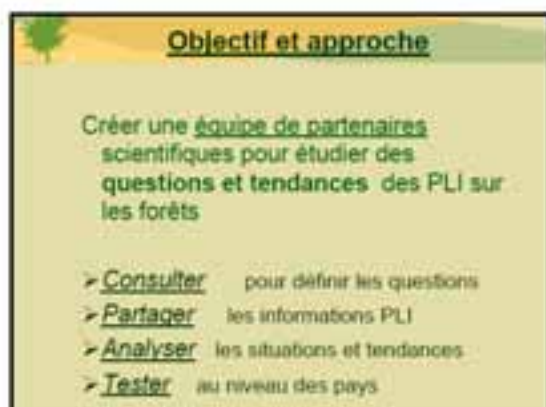 Objectif et approche
Créer une équipe de partenaires
scientifiques pour étudier des
questions et tendances des PLI sur
les forêts
➢ Consulter pour définir les questions
➢ Partager les informations PLI
➢ Analyser les situations et tendances
➢ Tester au niveau des pays